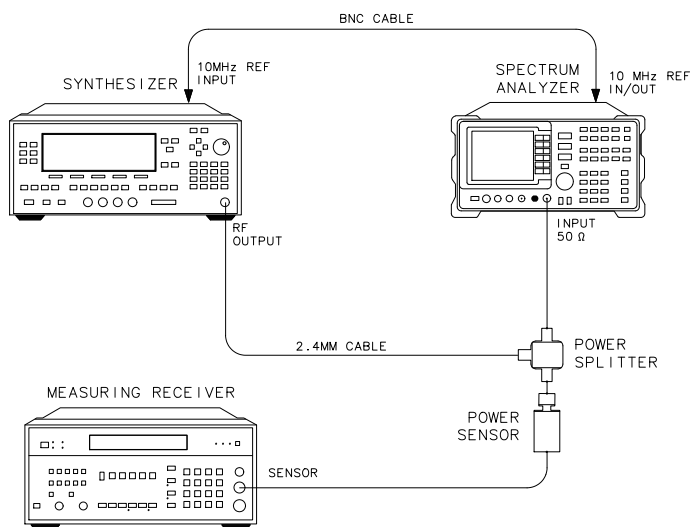 BNC CABLE
SYNTHESIZER
10MHz REF
INPUT
SPECTRUM
ANALYZER
10 MHz REF
IN/OUT
RF
OUTPUT
INPUT
50 Ω
2.4MM CABLE
POWER
SPLITTER
MEASURING RECEIVER
POWER
SENSOR
SENSOR